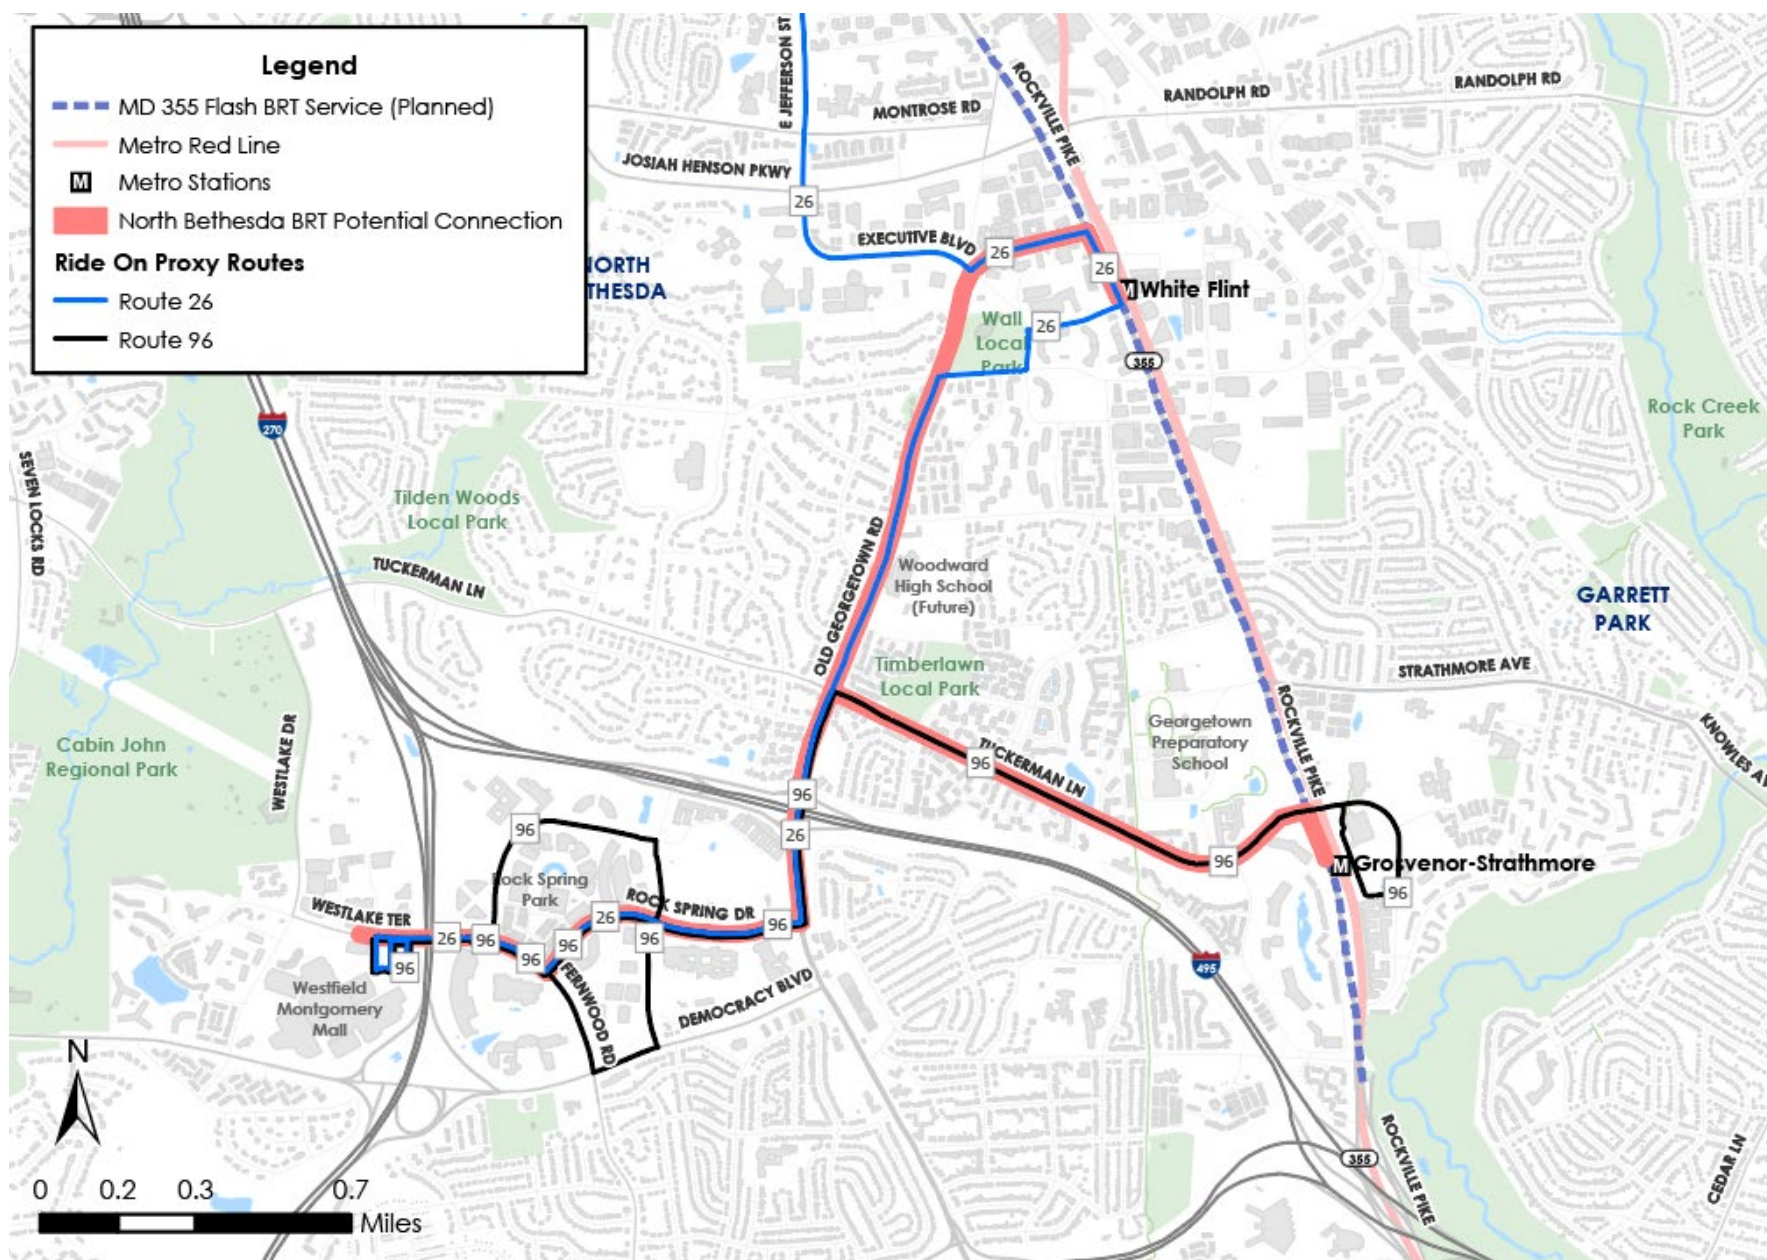 Legend
MD 355 Flash BRT Service (Planned)
Metro Red Line
M
Metro Stations
North Bethesda BRT Potential Connection
Ride On Proxy Routes
Route 26
Route 96
E JEFFERSON ST
MONTROSE RD
ROCKVILLE PIKE
RANDOLPH RD
RANDOLPH RD
JOSIAH HENSON PKWY
26
EXECUTIVE BLVD
26
26
M
White Flint
NORTH
THESDA
Wall
Local
Park
26
355
270
Rock Creek
Park
SEVEN LOCKS RD
Tilden Woods
Local Park
TUCKERMAN LN
OLD GEORGETOWN RD
Woodward
High School
(Future)
GARRETT
PARK
Timberlawn
Local Park
STRATHMORE AVE
ROCKVILLE PIKE
KNOWLES AV
Georgetown
Preparatory
School
Cabin John
Regional Park
WESTLAKE DR
TUCKERMAN LN
96
96
26
96
96
M
Grosvenor-Strathmore
96
Rock Spring
Park
ROCK SPRING DR
WESTLAKE TER
26
96
26
96
96
96
96
96
FERNWOOD RD
DEMOCRACY BLVD
Westfield
Montgomery
Mall
495
N
355
ROCKVILLE PIKE
CEDAR LN
0 0.2 0.3 0.7
Miles